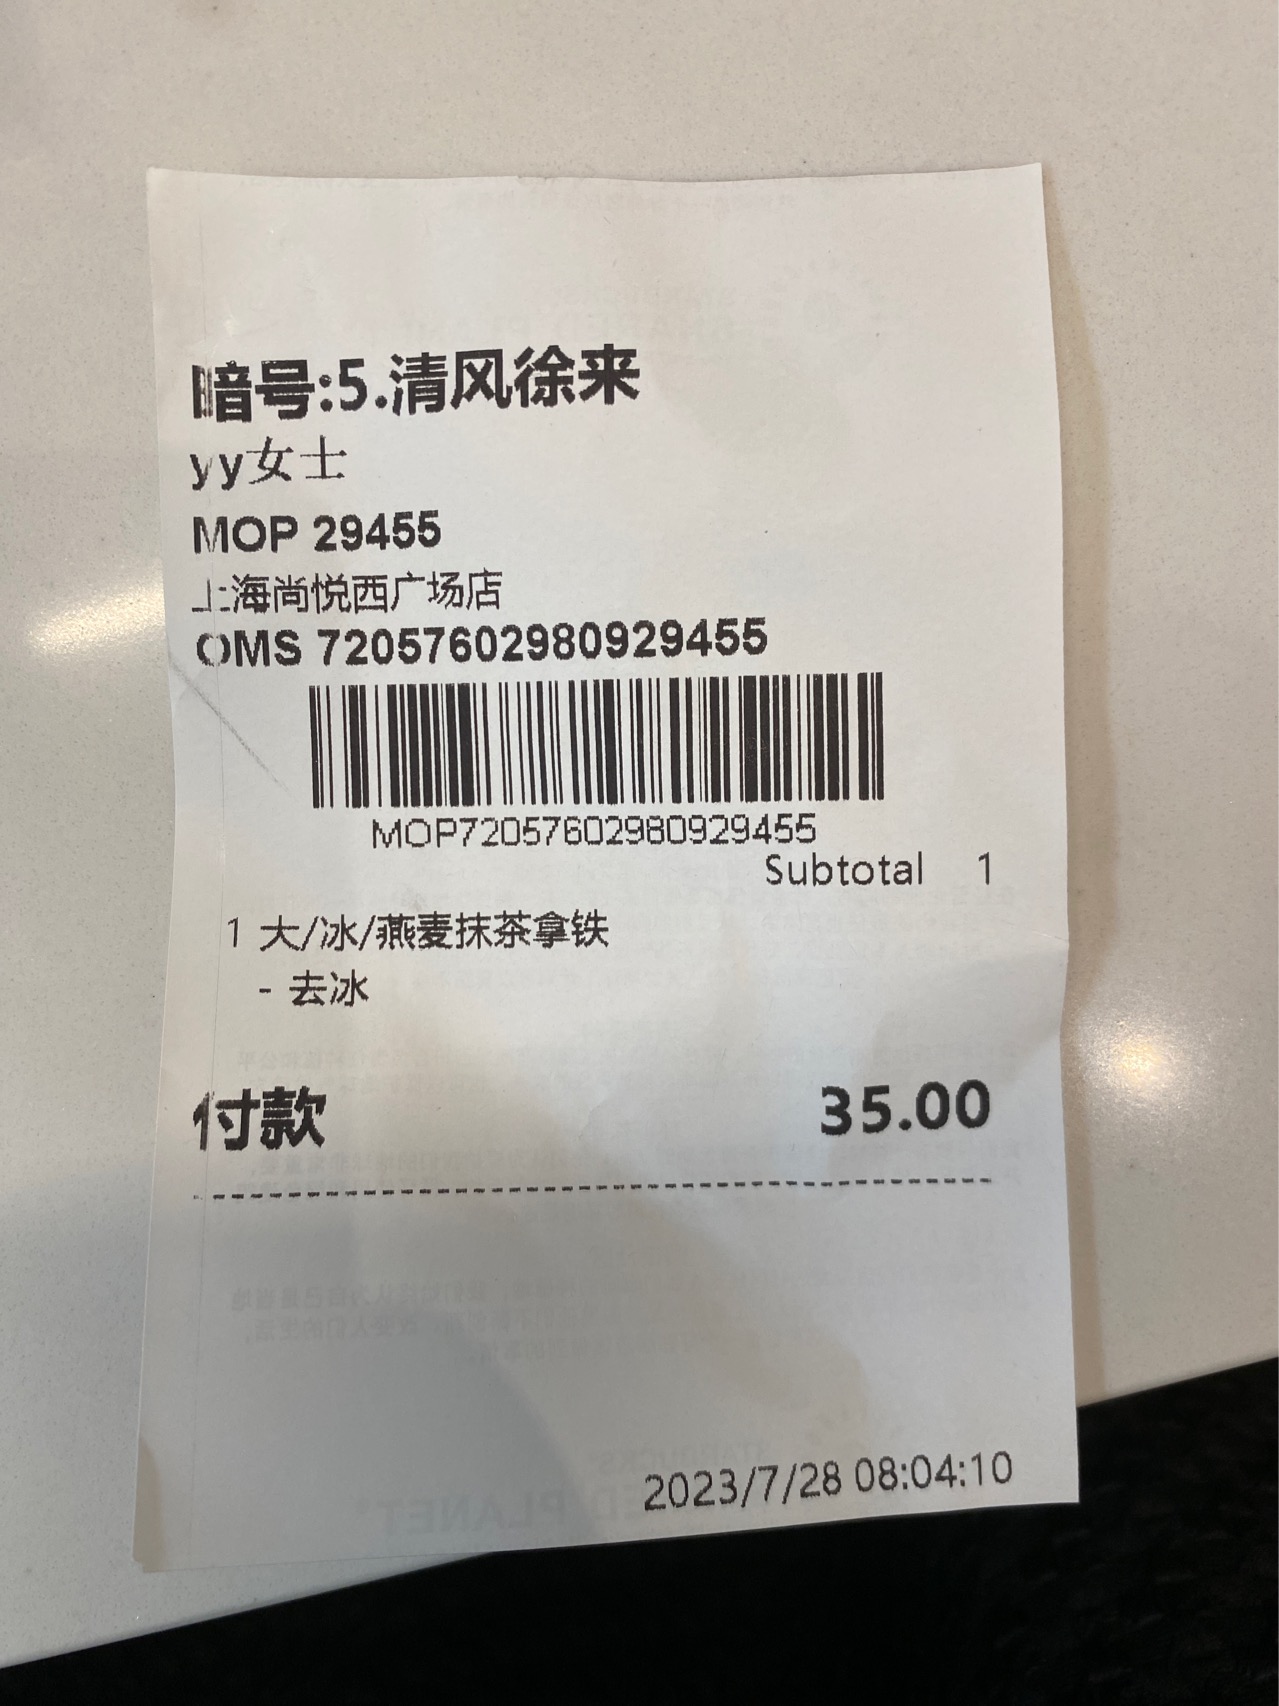 暗号:5.清风徐来
yy女士
MOP 29455
上海尚悦西广场店
OMS 72057602980929455
MOP72057602980929455
Subtotal 1
1 大/冰/燕麦抹茶拿铁
- 去冰
付款 35.00
2023/7/28 08:04:10